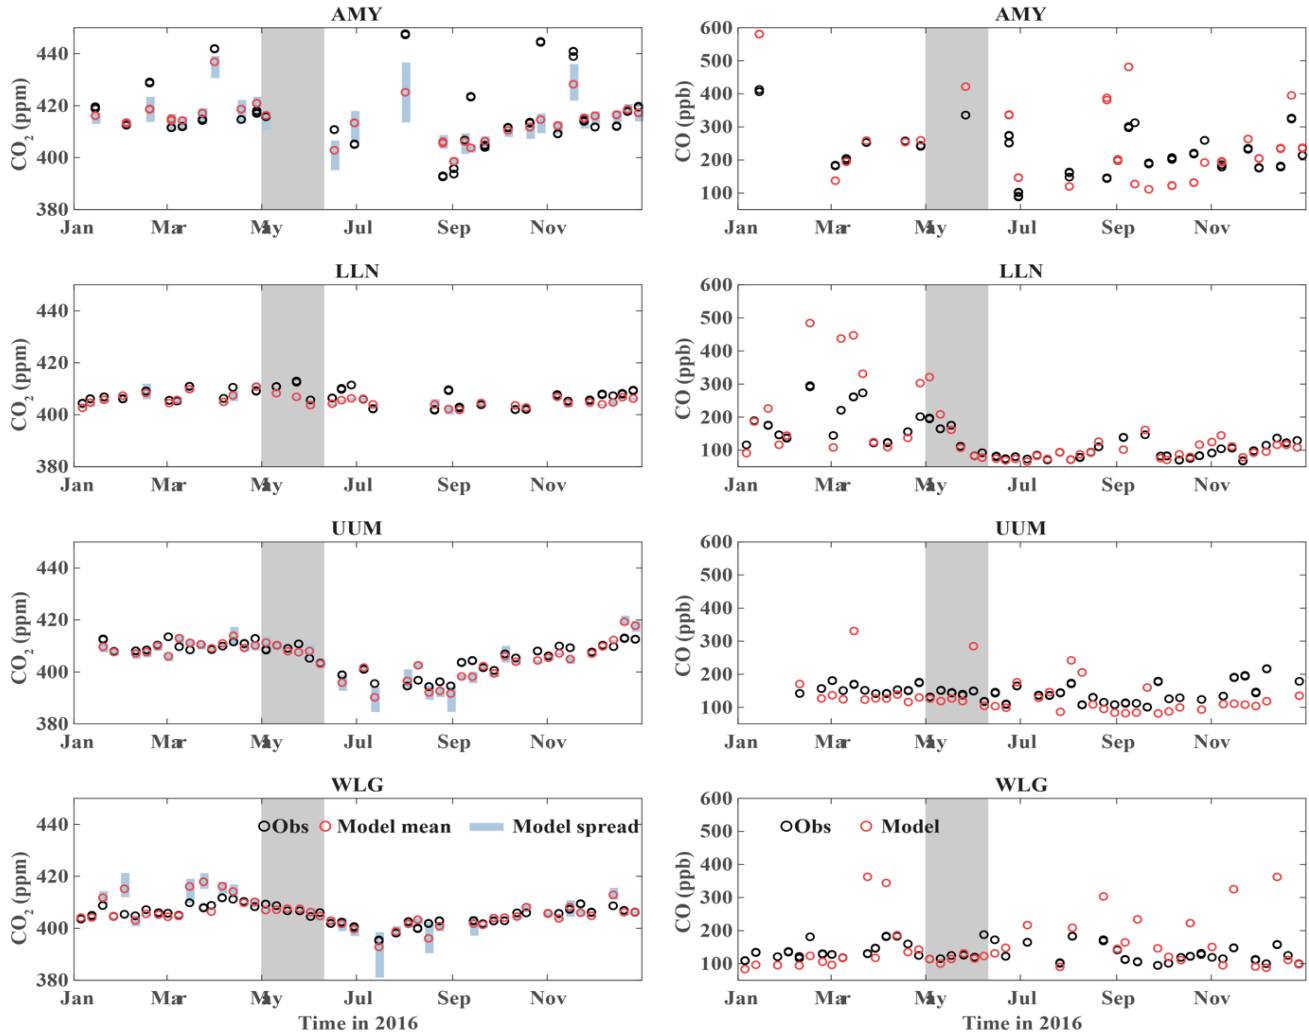 AMY
CO2 (ppm)
440
420
400
380
Jan Mar May Jul Sep Nov
AMY
CO (ppb)
600
500
400
300
200
100
Jan Mar May Jul Sep Nov
LLN
CO2 (ppm)
440
420
400
380
Jan Mar May Jul Sep Nov
LLN
CO (ppb)
600
500
400
300
200
100
Jan Mar May Jul Sep Nov
UUM
CO2 (ppm)
440
420
400
380
Jan Mar May Jul Sep Nov
UUM
CO (ppb)
600
500
400
300
200
100
Jan Mar May Jul Sep Nov
WLG
CO2 (ppm)
440
420
400
380
Obs Model mean Model spread
Jan Mar May Jul Sep Nov
Time in 2016
WLG
CO (ppb)
600
500
400
300
200
100
Obs Model
Jan Mar May Jul Sep Nov
Time in 2016